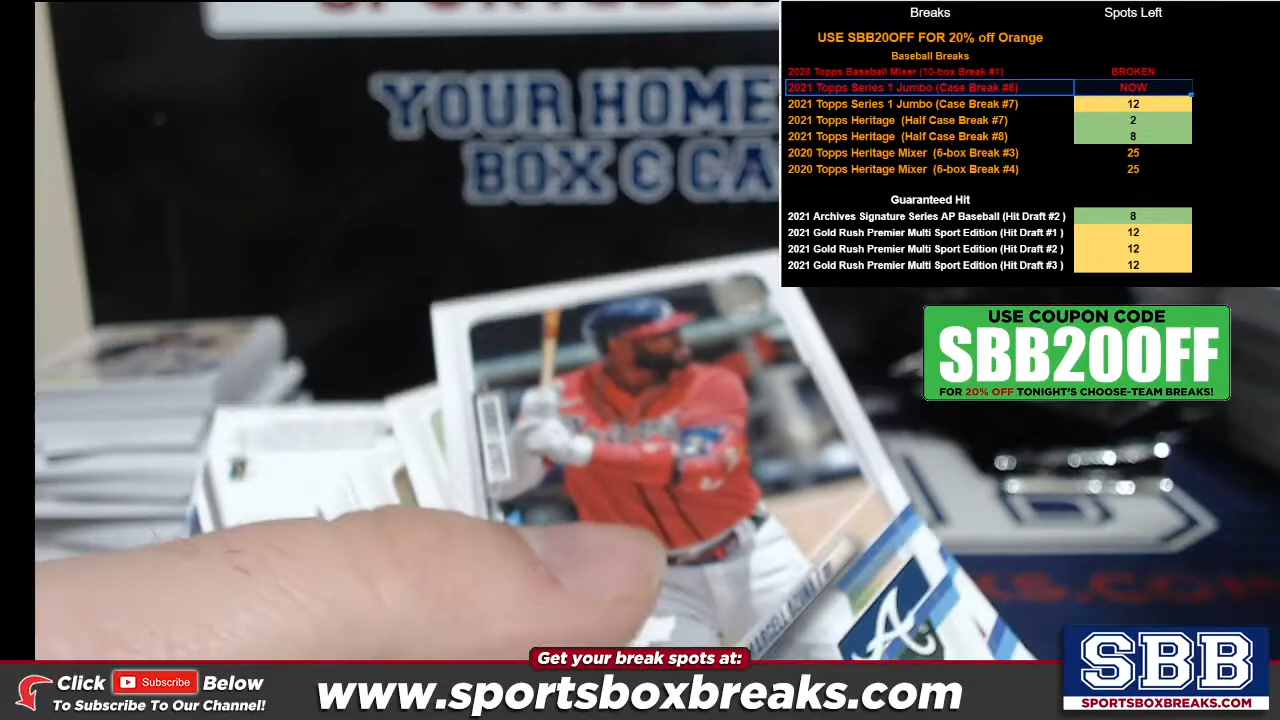 Breaks Spots Left
USE SBB20OFF FOR 20% off Orange
Baseball Breaks
2020 Topps Baseball Mixer (10-box Break #1) BROKEN
2021 Topps Series 1 Jumbo (Case Break #6) NOW
2021 Topps Series 1 Jumbo (Case Break #7) 12
2021 Topps Heritage (Half Case Break #7) 2
2021 Topps Heritage (Half Case Break #8) 8
2020 Topps Heritage Mixer (6-box Break #3) 25
2020 Topps Heritage Mixer (6-box Break #4) 25
Guaranteed Hit
2021 Archives Signature Series AP Baseball (Hit Draft #2 ) 8
2021 Gold Rush Premier Multi Sport Edition (Hit Draft #1 ) 12
2021 Gold Rush Premier Multi Sport Edition (Hit Draft #2 ) 12
2021 Gold Rush Premier Multi Sport Edition (Hit Draft #3 ) 12
YOUR HOME
BOX & CA
USE COUPON CODE
SBB20OFF
FOR 20% OFF TONIGHT'S CHOOSE-TEAM BREAKS!
A
Get your break spots at:
Click Subscribe Below
To Subscribe To Our Channel!
www.sportsboxbreaks.com
SBB
SPORTSBOXBREAKS.COM